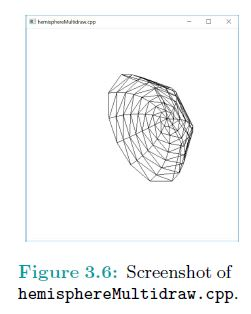 hemisphereMultidraw.cpp
Figure 3.6: Screenshot of
hemisphereMultidraw.cpp.